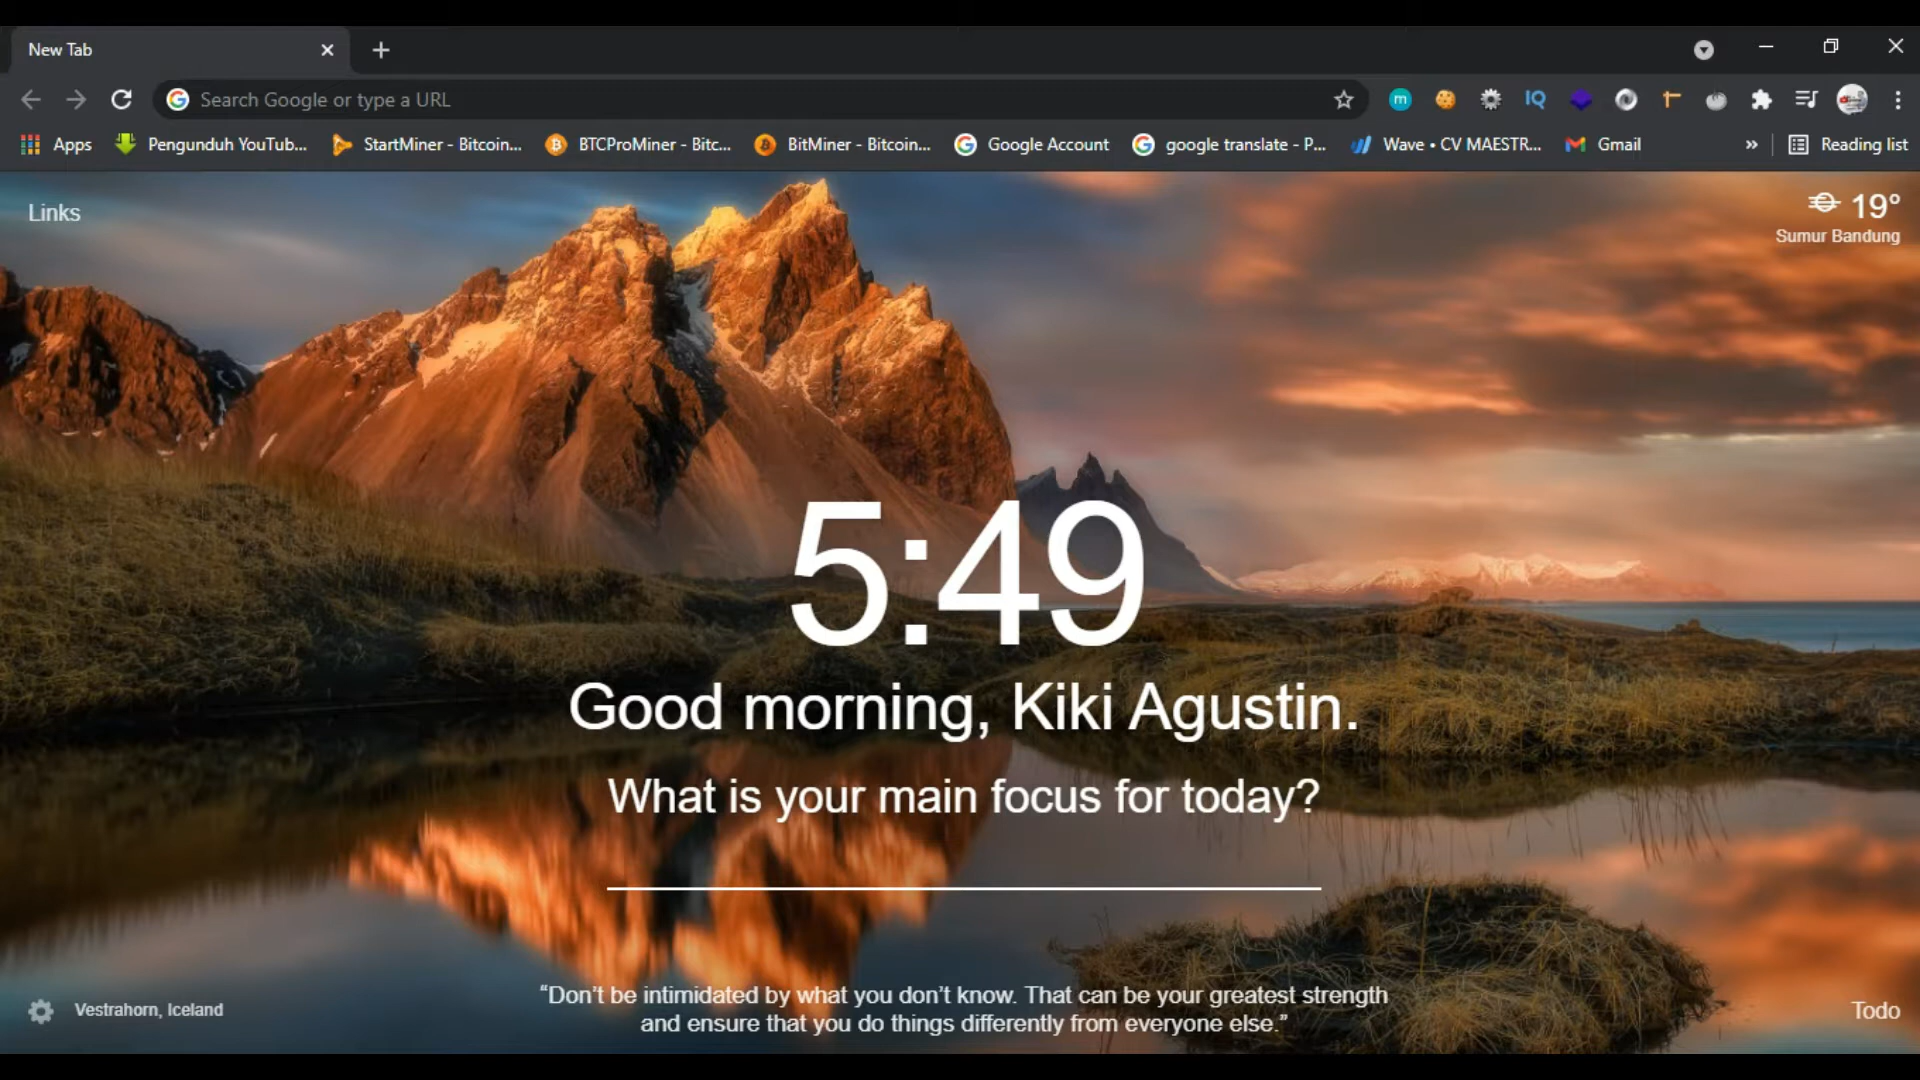 New Tab
Search Google or type a URL
m
IQ
Apps
Pengunduh YouTub...
StartMiner - Bitcoin...
BTCProMiner - Bitc...
BitMiner - Bitcoin...
Google Account
google translate - P...
Wave • CV MAESTR...
Gmail
»
Reading list
Links
19°
Sumur Bandung
5:49
Good morning, Kiki Agustin.
What is your main focus for today?
“Don’t be intimidated by what you don’t know. That can be your greatest strength
and ensure that you do things differently from everyone else.”
Vestrahorn, Iceland
Todo